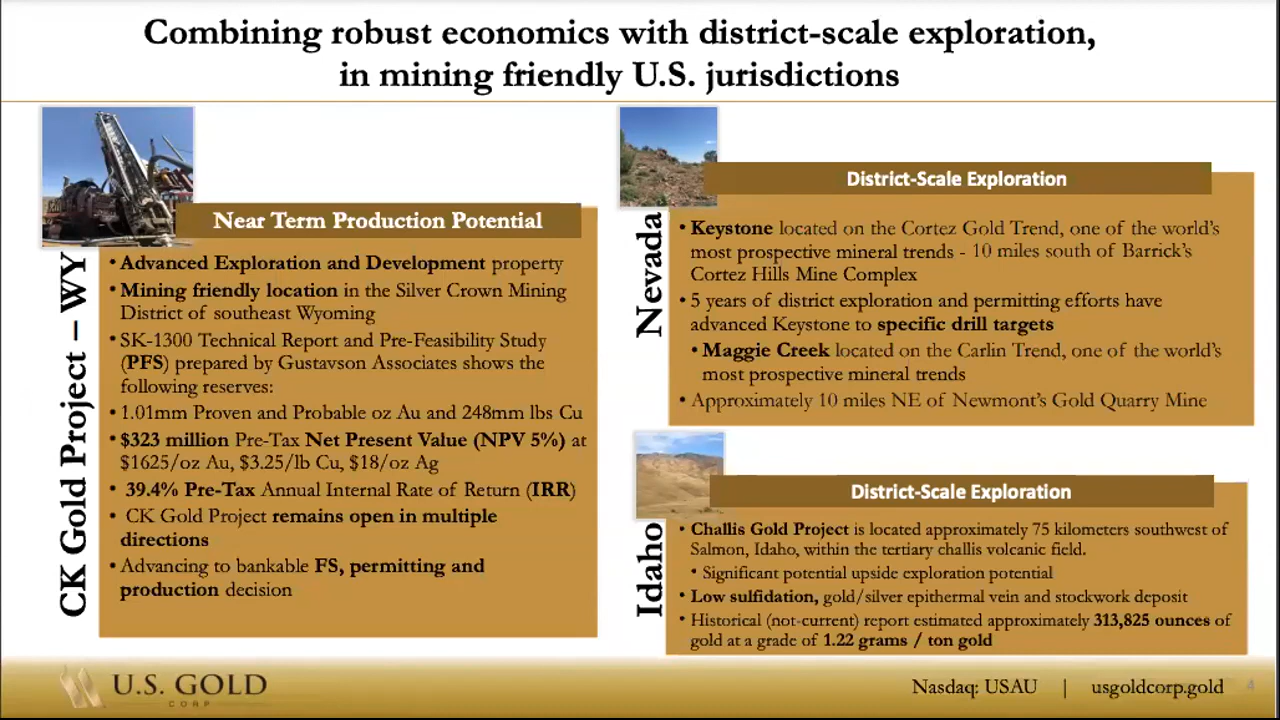 Combining robust economics with district-scale exploration,
in mining friendly U.S. jurisdictions
CK Gold Project – WY
Near Term Production Potential
• Advanced Exploration and Development property
• Mining friendly location in the Silver Crown Mining
District of southeast Wyoming
• SK-1300 Technical Report and Pre-Feasibility Study
(PFS) prepared by Gustavson Associates shows the
following reserves:
• 1.01mm Proven and Probable oz Au and 248mm lbs Cu
• $323 million Pre-Tax Net Present Value (NPV 5%) at
$1625/oz Au, $3.25/lb Cu, $18/oz Ag
• 39.4% Pre-Tax Annual Internal Rate of Return (IRR)
• CK Gold Project remains open in multiple
directions
• Advancing to bankable FS, permitting and
production decision
Nevada
District-Scale Exploration
• Keystone located on the Cortez Gold Trend, one of the world's
most prospective mineral trends - 10 miles south of Barrick's
Cortez Hills Mine Complex
• 5 years of district exploration and permitting efforts have
advanced Keystone to specific drill targets
• Maggie Creek located on the Carlin Trend, one of the world's
most prospective mineral trends
• Approximately 10 miles NE of Newmont's Gold Quarry Mine
Idaho
District-Scale Exploration
• Challis Gold Project is located approximately 75 kilometers southwest of
Salmon, Idaho, within the tertiary challis volcanic field.
• Significant potential upside exploration potential
• Low sulfidation, gold/silver epithermal vein and stockwork deposit
• Historical (not-current) report estimated approximately 313,825 ounces of
gold at a grade of 1.22 grams / ton gold
U.S. GOLD
CORP
Nasdaq: USAU | usgoldcorp.gold 4